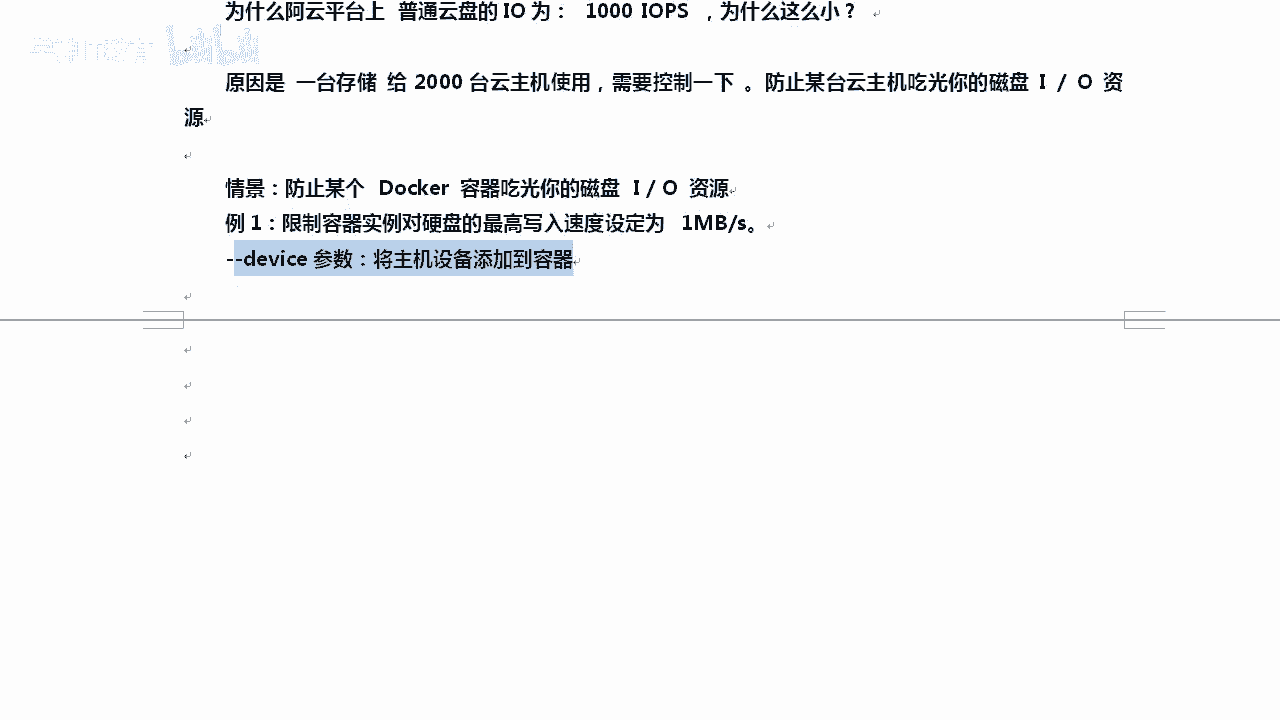 为什么阿云平台上 普通云盘的 IO 为： 1000 IOPS ，为什么这么小？
原因是 一台存储 给 2000 台云主机使用，需要控制一下 。防止某台云主机吃光你的磁盘 I / O 资
源
情景：防止某个 Docker 容器吃光你的磁盘 I / O 资源
例 1：限制容器实例对硬盘的最高写入速度设定为 1MB/s。
--device 参数：将主机设备添加到容器
bilibili